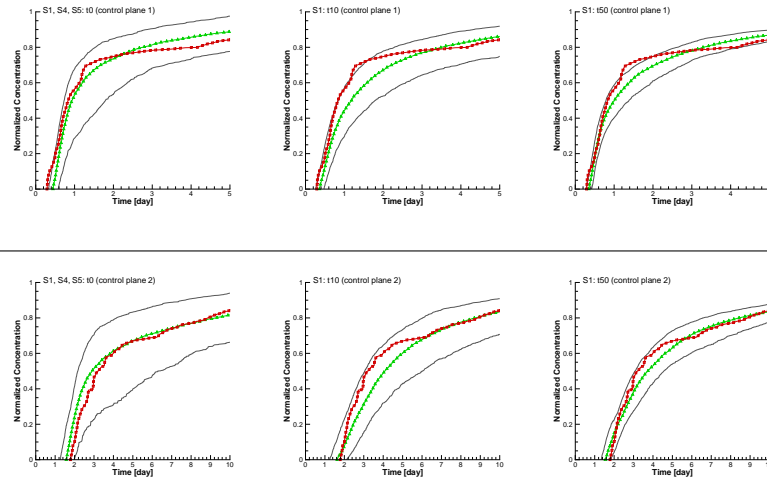 S1, S4, S5: t0 (control plane 1)
Normalized Concentration
1
0.8
0.6
0.4
0.2
0
0 1 2 3 4 5
Time [day]
S1: t10 (control plane 1)
Normalized Concentration
1
0.8
0.6
0.4
0.2
0
0 1 2 3 4 5
Time [day]
S1: t50 (control plane 1)
Normalized Concentration
1
0.8
0.6
0.4
0.2
0
0 1 2 3 4
Time [day]
S1, S4, S5: t0 (control plane 2)
Normalized Concentration
1
0.8
0.6
0.4
0.2
0
0 1 2 3 4 5 6 7 8 9 10
Time [day]
S1: t10 (control plane 2)
Normalized Concentration
1
0.8
0.6
0.4
0.2
0
0 1 2 3 4 5 6 7 8 9 10
Time [day]
S1: t50 (control plane 2)
Normalized Concentration
1
0.8
0.6
0.4
0.2
0
0 1 2 3 4 5 6 7 8 9
Time [day]